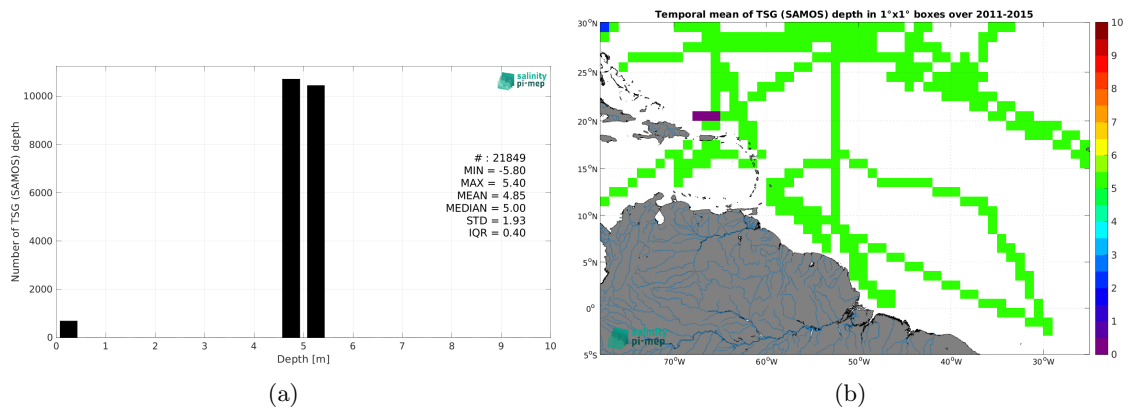 salinity
pi-mep
Number of TSG (SAMOS) depth
10000
8000
6000
4000
2000
0
# : 21849
MIN = -5.80
MAX = 5.40
MEAN = 4.85
MEDIAN = 5.00
STD = 1.93
IQR = 0.40
0 1 2 3 4 5 6 7 8 9 10
Depth [m]
(a)
Temporal mean of TSG (SAMOS) depth in 1°x1° boxes over 2011-2015
30°N
25°N
20°N
15°N
10°N
5°N
0°
5°S
70°W 60°W 50°W 40°W 30°W
salinity
pi-mep
10
9
8
7
6
5
4
3
2
1
0
(b)